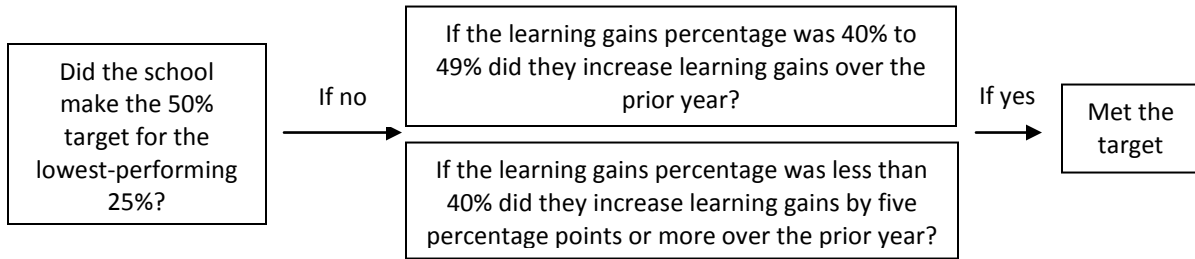 Did the school
make the 50%
target for the
lowest-performing
25%?
If no
If the learning gains percentage was 40% to
49% did they increase learning gains over the
prior year?
If the learning gains percentage was less than
40% did they increase learning gains by five
percentage points or more over the prior year?
If yes
Met the
target